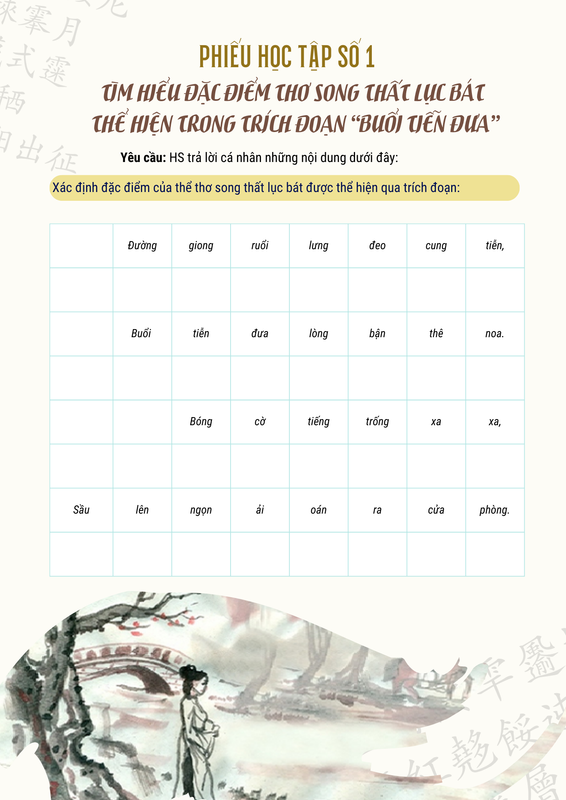 PHIẾU HỌC TẬP SỐ 1
TÌM HIỂU ĐẶC ĐIỂM THƠ SONG THẤT LỤC BÁT
THỂ HIỆN TRONG TRÍCH ĐOẠN “BUỔI TIỄN ĐƯA”
Yêu cầu: HS trả lời cá nhân những nội dung dưới đây:
Xác định đặc điểm của thể thơ song thất lục bát được thể hiện qua trích đoạn:
Đường giong ruổi lưng đeo cung tiễn,
Buổi tiễn đưa lòng bận thê noa.
Bóng cờ tiếng trống xa xa,
Sầu lên ngọn ải oán ra cửa phòng.